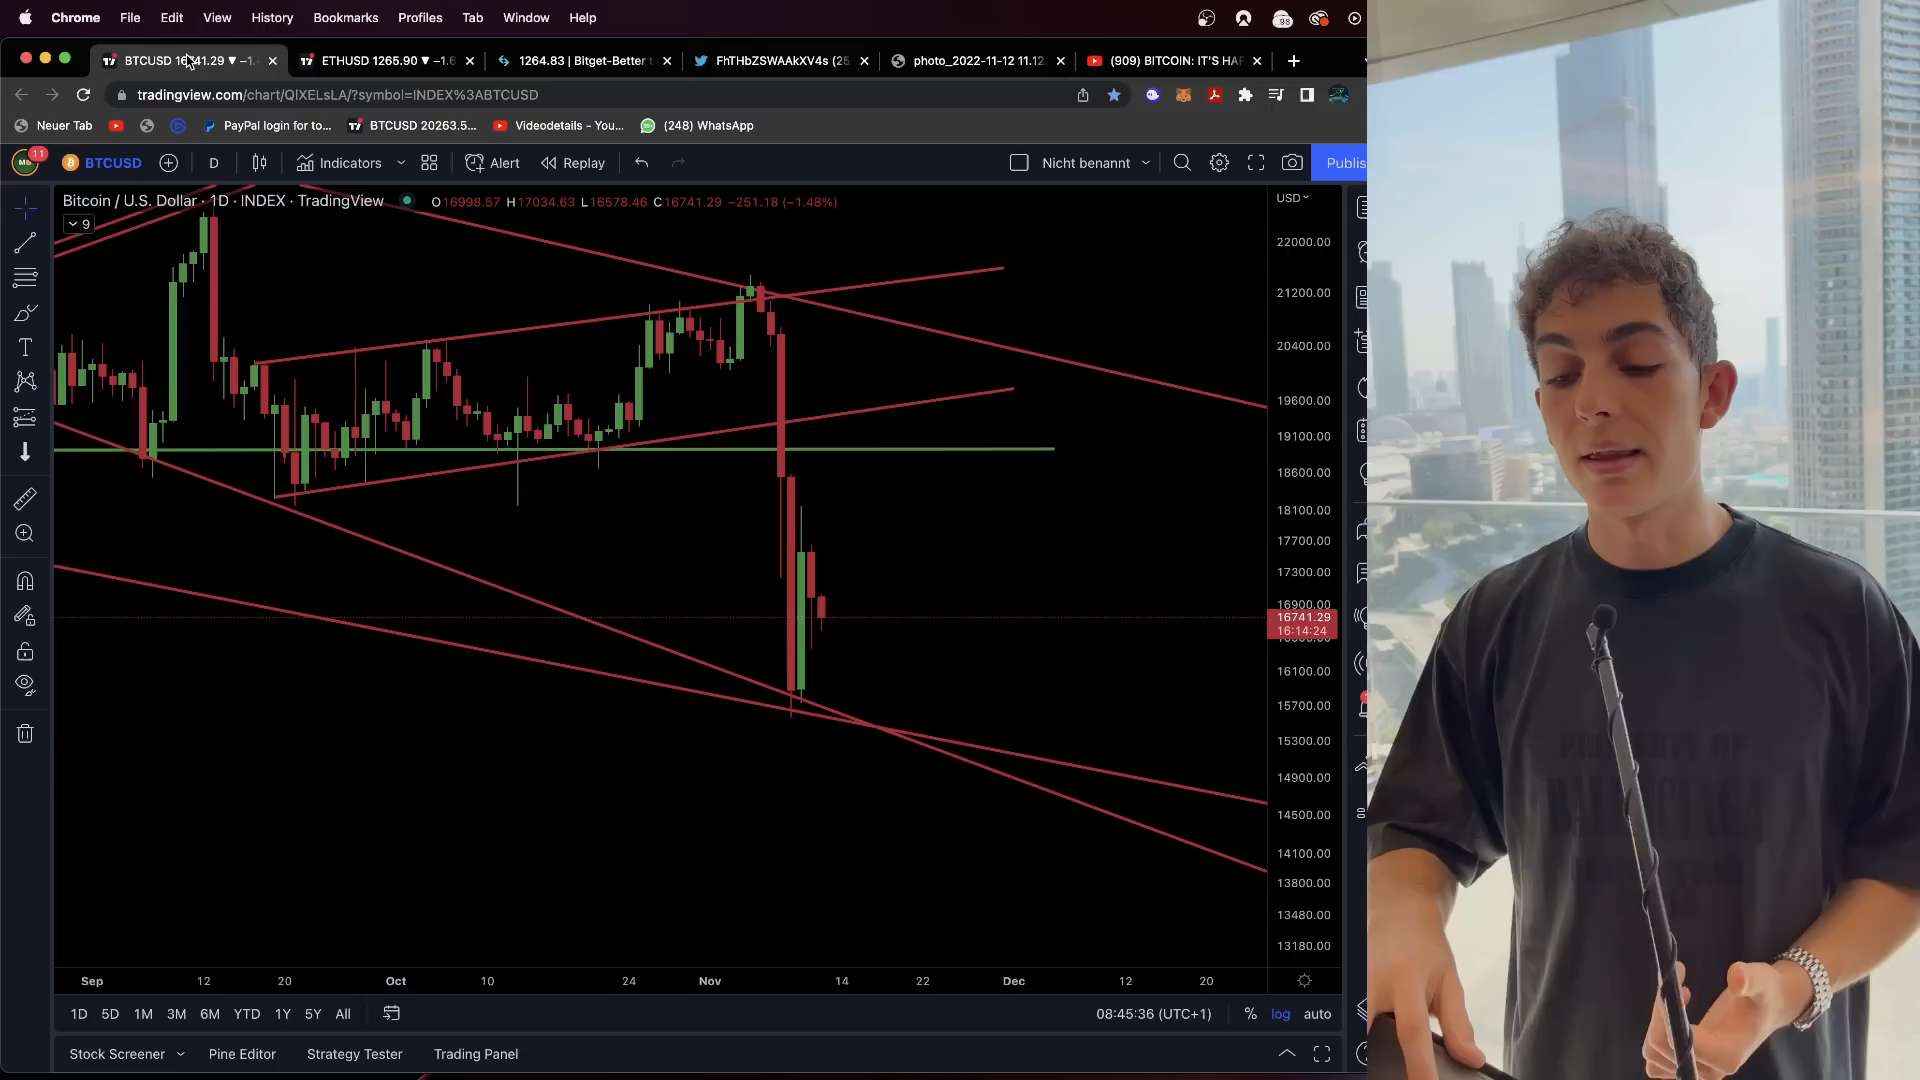 Chrome File Edit View History Bookmarks Profiles Tab Window Help
.98
BTCUSD 16741.29 ▼ −1. ETHUSD 1265.90 ▼ −1.6 1264.83 | Bitget-Better t FhTHbZSWAAkXV4s (25 photo_2022-11-12 11.12. (909) BITCOIN: IT'S HA
tradingview.com/chart/QlXELsLA/?symbol=INDEX%3ABTCUSD
Neuer Tab PayPal login for to... BTCUSD 20263.5... Videodetails - You... (248) WhatsApp
11 BTCUSD D Indicators Alert Replay Nicht benannt Publis
Bitcoin / U.S. Dollar · 1D · INDEX · TradingView O16998.57 H17034.63 L16578.46 C16741.29 −251.18 (−1.48%)
USD
9
22000.00
21200.00
20400.00
19600.00
19100.00
18600.00
18100.00
17700.00
17300.00
16900.00
16741.29
16:14:24
16100.00
15700.00
15300.00
14900.00
14500.00
14100.00
13800.00
13480.00
13180.00
Sep 12 20 Oct 10 24 Nov 14 22 Dec 12 20
1D 5D 1M 3M 6M YTD 1Y 5Y All 08:45:36 (UTC+1) % log auto
Stock Screener Pine Editor Strategy Tester Trading Panel